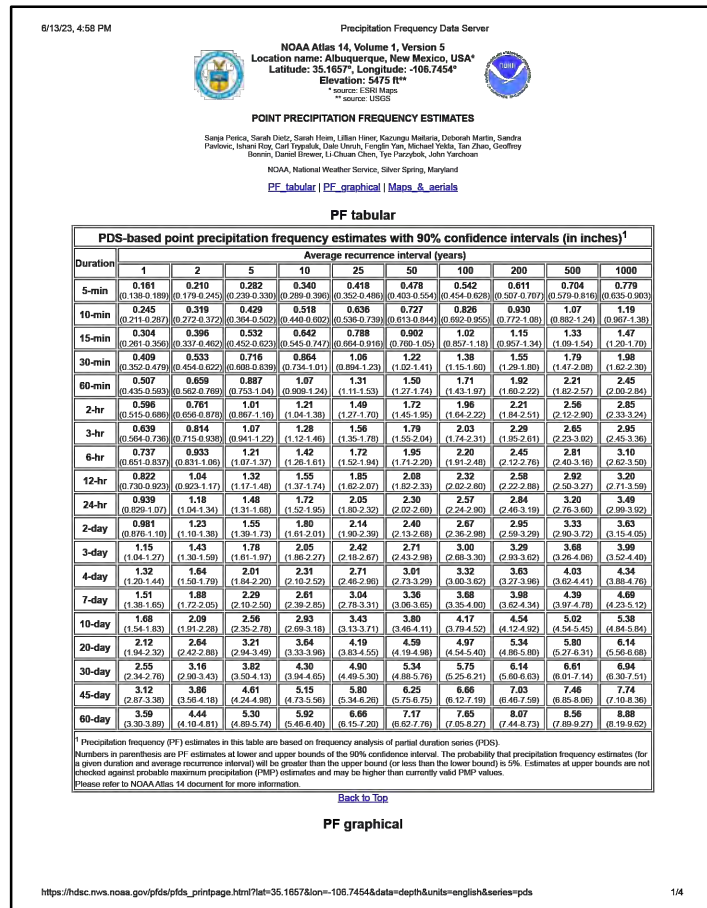 6/13/23, 4:58 PM
Precipitation Frequency Data Server
NOAA Atlas 14, Volume 1, Version 5
Location name: Albuquerque, New Mexico, USA*
Latitude: 35.1657°, Longitude: -106.7454°
Elevation: 5475 ft**
* source: ESRI Maps
** source: USGS
POINT PRECIPITATION FREQUENCY ESTIMATES
Sanja Perica, Sarah Dietz, Sarah Heim, Lillian Hiner, Kazungu Maitaria, Deborah Martin, Sandra
Pavlovic, Ishani Roy, Carl Trypaluk, Dale Unruh, Fenglin Yan, Michael Yekta, Tan Zhao, Geoffrey
Bonnin, Daniel Brewer, Li-Chuan Chen, Tye Parzybok, John Yarchoan
NOAA, National Weather Service, Silver Spring, Maryland
PF_tabular | PF_graphical | Maps_&_aerials
PF tabular
PDS-based point precipitation frequency estimates with 90% confidence intervals (in inches)1
Duration
Average recurrence interval (years)
1 2 5 10 25 50 100 200 500 1000
5-min 0.161 0.210 0.282 0.340 0.418 0.478 0.542 0.611 0.704 0.779
(0.138-0.189) (0.179-0.245) (0.239-0.330) (0.289-0.396) (0.352-0.486) (0.403-0.554) (0.454-0.628) (0.507-0.707) (0.579-0.816) (0.635-0.903)
10-min 0.245 0.319 0.429 0.518 0.636 0.727 0.826 0.930 1.07 1.19
(0.211-0.287) (0.272-0.372) (0.364-0.502) (0.440-0.602) (0.536-0.739) (0.613-0.844) (0.692-0.955) (0.772-1.08) (0.882-1.24) (0.967-1.38)
15-min 0.304 0.396 0.532 0.642 0.788 0.902 1.02 1.15 1.33 1.47
(0.261-0.356) (0.337-0.462) (0.452-0.623) (0.545-0.747) (0.664-0.916) (0.760-1.05) (0.857-1.18) (0.957-1.34) (1.09-1.54) (1.20-1.70)
30-min 0.409 0.533 0.716 0.864 1.06 1.22 1.38 1.55 1.79 1.98
(0.352-0.479) (0.454-0.622) (0.608-0.839) (0.734-1.01) (0.894-1.23) (1.02-1.41) (1.15-1.60) (1.29-1.80) (1.47-2.08) (1.62-2.30)
60-min 0.507 0.659 0.887 1.07 1.31 1.50 1.71 1.92 2.21 2.45
(0.435-0.593) (0.562-0.769) (0.753-1.04) (0.909-1.24) (1.11-1.53) (1.27-1.74) (1.43-1.97) (1.60-2.22) (1.82-2.57) (2.00-2.84)
2-hr 0.596 0.761 1.01 1.21 1.49 1.72 1.96 2.21 2.56 2.85
(0.515-0.686) (0.656-0.878) (0.867-1.16) (1.04-1.38) (1.27-1.70) (1.45-1.95) (1.64-2.22) (1.84-2.51) (2.12-2.90) (2.33-3.24)
3-hr 0.639 0.814 1.07 1.28 1.56 1.79 2.03 2.29 2.65 2.95
(0.564-0.736) (0.715-0.938) (0.941-1.22) (1.12-1.46) (1.35-1.78) (1.55-2.04) (1.74-2.31) (1.95-2.61) (2.23-3.02) (2.45-3.36)
6-hr 0.737 0.933 1.21 1.42 1.72 1.95 2.20 2.45 2.81 3.10
(0.651-0.837) (0.831-1.06) (1.07-1.37) (1.26-1.61) (1.52-1.94) (1.71-2.20) (1.91-2.48) (2.12-2.76) (2.40-3.16) (2.62-3.50)
12-hr 0.822 1.04 1.32 1.55 1.85 2.08 2.32 2.58 2.92 3.20
(0.730-0.923) (0.923-1.17) (1.17-1.48) (1.37-1.74) (1.62-2.07) (1.82-2.33) (2.02-2.60) (2.22-2.88) (2.50-3.27) (2.71-3.59)
24-hr 0.939 1.18 1.48 1.72 2.05 2.30 2.57 2.84 3.20 3.49
(0.829-1.07) (1.04-1.34) (1.31-1.68) (1.52-1.95) (1.80-2.32) (2.02-2.60) (2.24-2.90) (2.46-3.19) (2.76-3.60) (2.99-3.92)
2-day 0.981 1.23 1.55 1.80 2.14 2.40 2.67 2.95 3.33 3.63
(0.876-1.10) (1.10-1.38) (1.39-1.73) (1.61-2.01) (1.90-2.39) (2.13-2.68) (2.36-2.98) (2.59-3.29) (2.90-3.72) (3.15-4.05)
3-day 1.15 1.43 1.78 2.05 2.42 2.71 3.00 3.29 3.68 3.99
(1.04-1.27) (1.30-1.59) (1.61-1.97) (1.86-2.27) (2.18-2.67) (2.43-2.98) (2.68-3.30) (2.93-3.62) (3.26-4.06) (3.52-4.40)
4-day 1.32 1.64 2.01 2.31 2.71 3.01 3.32 3.63 4.03 4.34
(1.20-1.44) (1.50-1.79) (1.84-2.20) (2.10-2.52) (2.46-2.96) (2.73-3.29) (3.00-3.62) (3.27-3.96) (3.62-4.41) (3.88-4.76)
7-day 1.51 1.88 2.29 2.61 3.04 3.36 3.68 3.98 4.39 4.69
(1.38-1.65) (1.72-2.05) (2.10-2.50) (2.39-2.85) (2.78-3.31) (3.06-3.65) (3.35-4.00) (3.62-4.34) (3.97-4.78) (4.23-5.12)
10-day 1.68 2.09 2.56 2.93 3.43 3.80 4.17 4.54 5.02 5.38
(1.54-1.83) (1.91-2.28) (2.35-2.78) (2.69-3.18) (3.13-3.71) (3.46-4.11) (3.79-4.52) (4.12-4.92) (4.54-5.45) (4.84-5.84)
20-day 2.12 2.64 3.21 3.64 4.19 4.59 4.97 5.34 5.80 6.14
(1.94-2.32) (2.42-2.88) (2.94-3.49) (3.33-3.96) (3.83-4.55) (4.19-4.98) (4.54-5.40) (4.86-5.80) (5.27-6.31) (5.56-6.68)
30-day 2.55 3.16 3.82 4.30 4.90 5.34 5.75 6.14 6.61 6.94
(2.34-2.76) (2.90-3.43) (3.50-4.13) (3.94-4.65) (4.49-5.30) (4.88-5.76) (5.25-6.21) (5.60-6.63) (6.01-7.14) (6.30-7.51)
45-day 3.12 3.86 4.61 5.15 5.80 6.25 6.66 7.03 7.46 7.74
(2.87-3.38) (3.56-4.18) (4.24-4.98) (4.73-5.56) (5.34-6.26) (5.75-6.75) (6.12-7.19) (6.46-7.59) (6.85-8.06) (7.10-8.36)
60-day 3.59 4.44 5.30 5.92 6.66 7.17 7.65 8.07 8.56 8.88
(3.30-3.89) (4.10-4.81) (4.89-5.74) (5.46-6.40) (6.15-7.20) (6.62-7.76) (7.05-8.27) (7.44-8.73) (7.89-9.27) (8.19-9.62)
1 Precipitation frequency (PF) estimates in this table are based on frequency analysis of partial duration series (PDS).
Numbers in parenthesis are PF estimates at lower and upper bounds of the 90% confidence interval. The probability that precipitation frequency estimates (for
a given duration and average recurrence interval) will be greater than the upper bound (or less than the lower bound) is 5%. Estimates at upper bounds are not
checked against probable maximum precipitation (PMP) estimates and may be higher than currently valid PMP values.
Please refer to NOAA Atlas 14 document for more information.
Back to Top
PF graphical
https://hdsc.nws.noaa.gov/pfds/pfds_printpage.html?lat=35.1657&lon=-106.7454&data=depth&units=english&series=pds
1/4